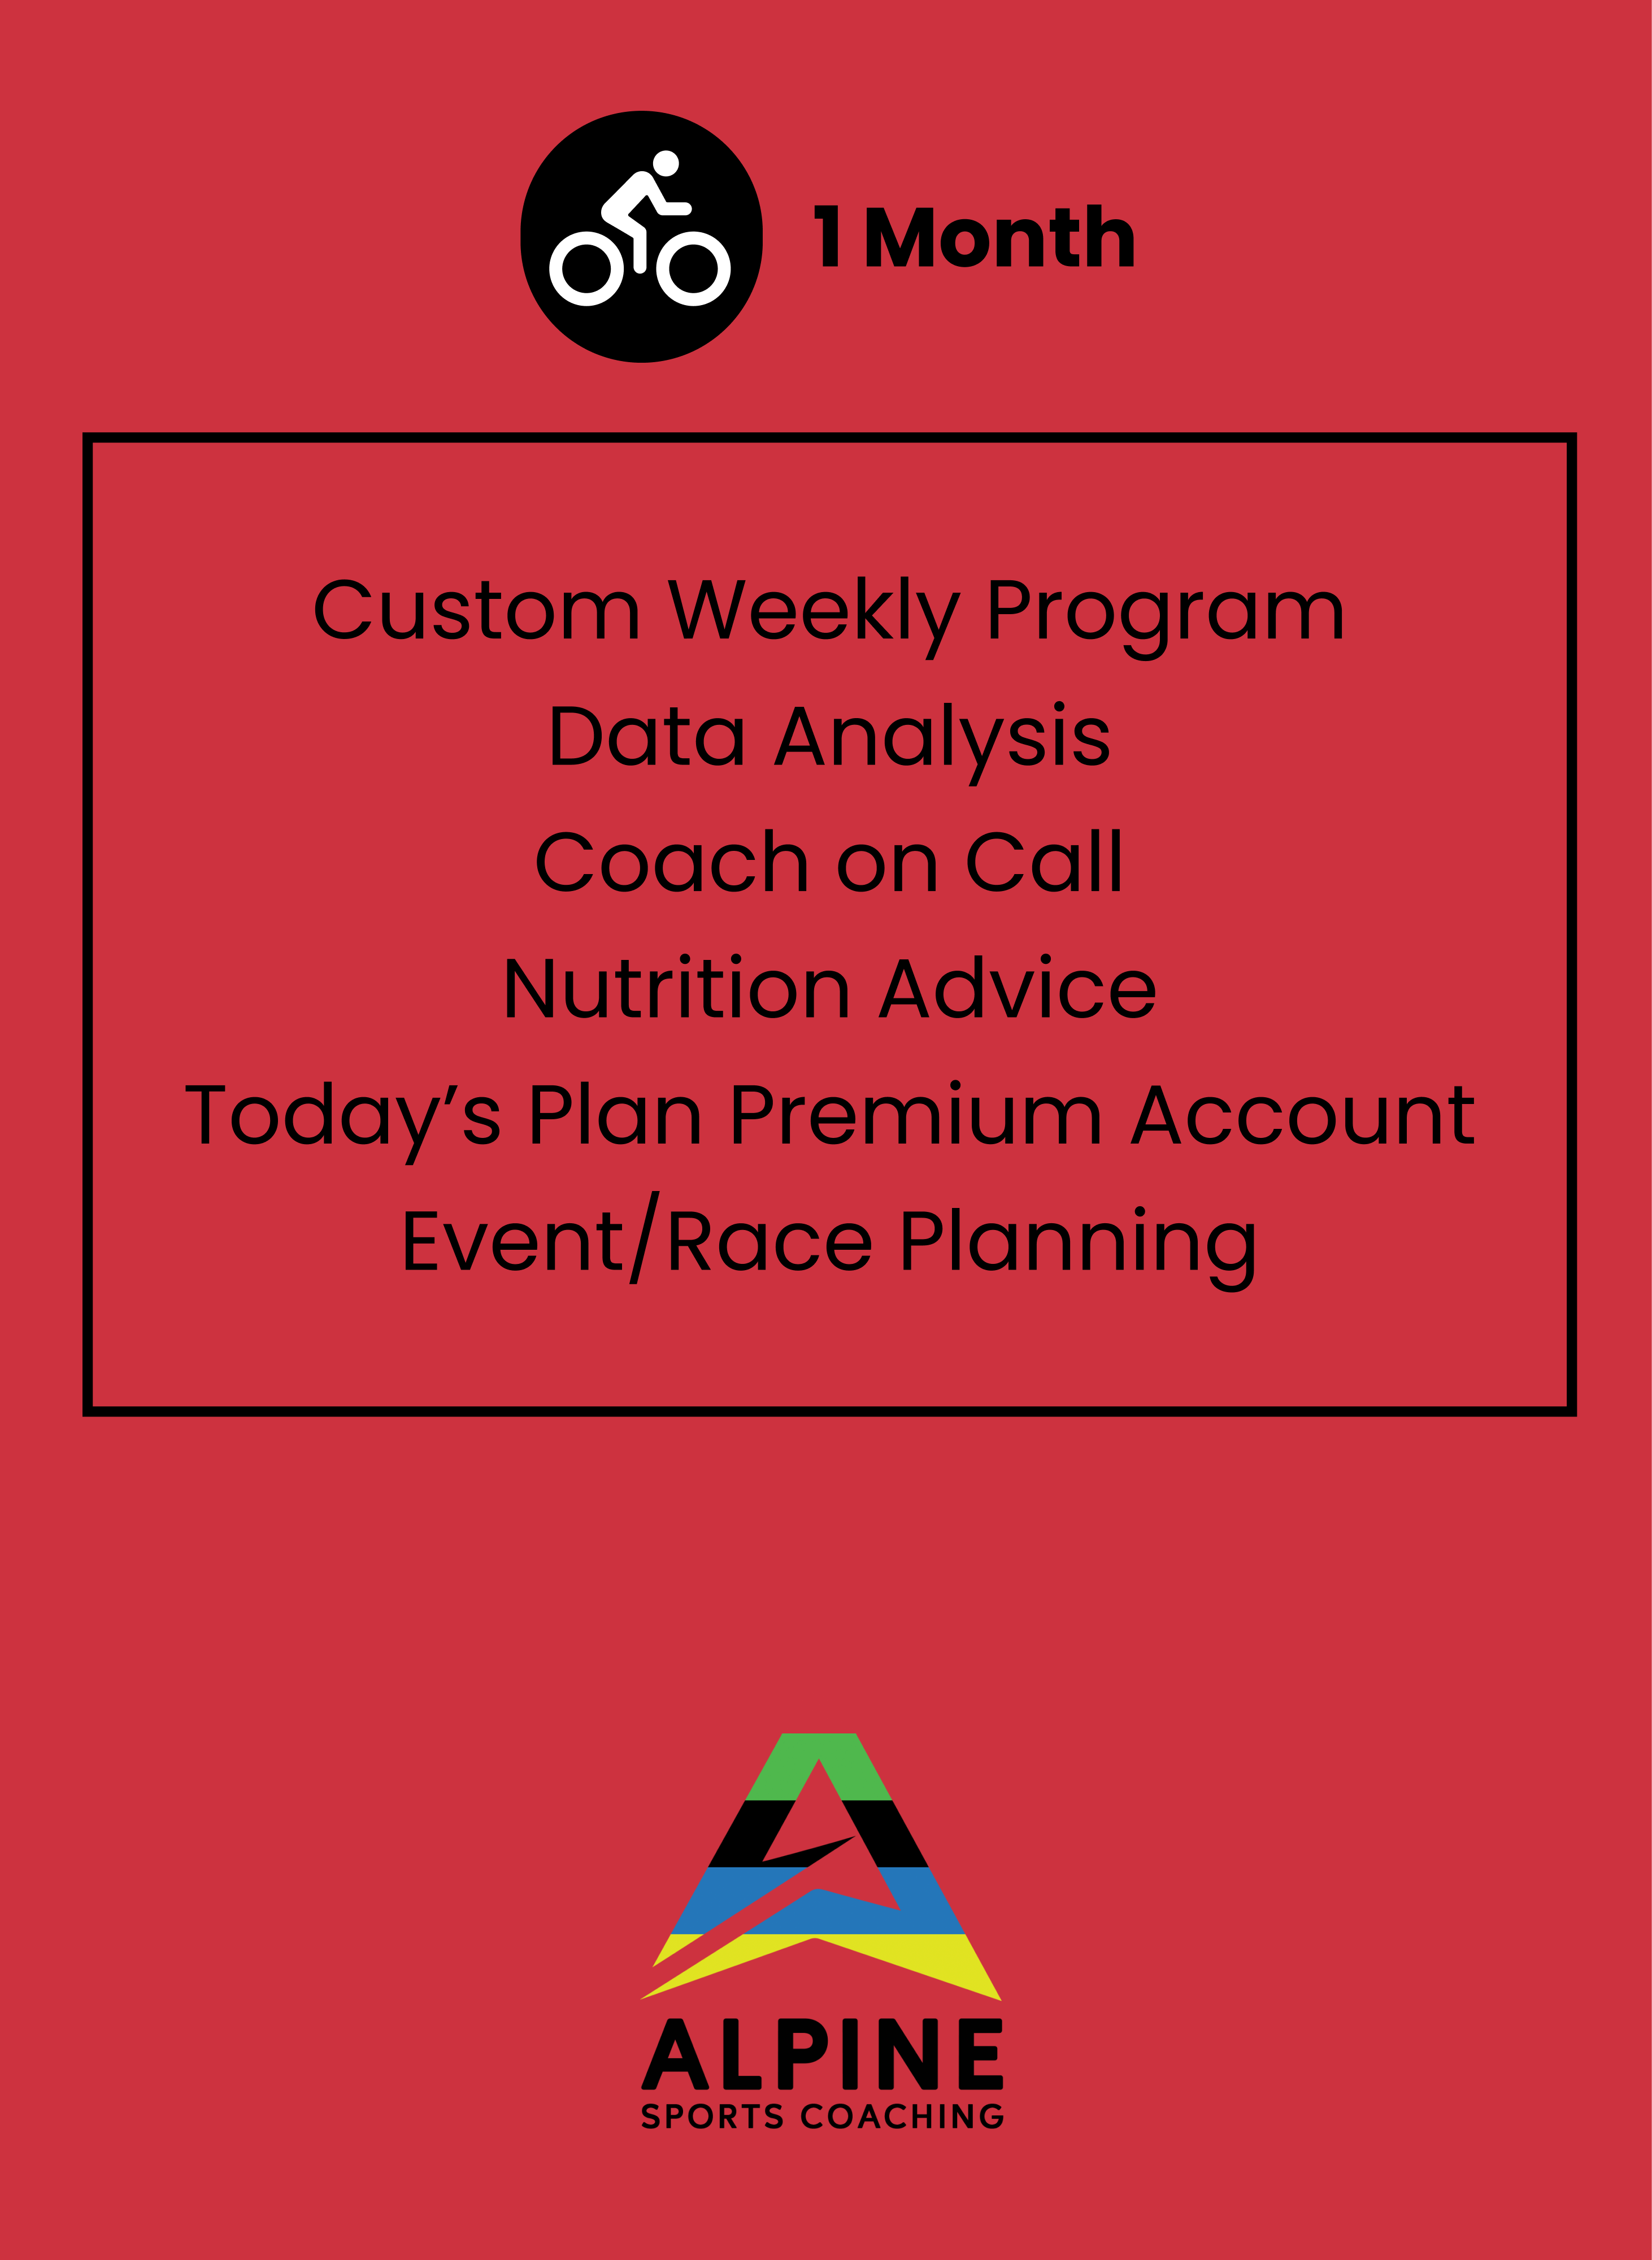 1 Month
Custom Weekly Program
Data Analysis
Coach on Call
Nutrition Advice
Today’s Plan Premium Account
Event/Race Planning
ALPINE
SPORTS COACHING